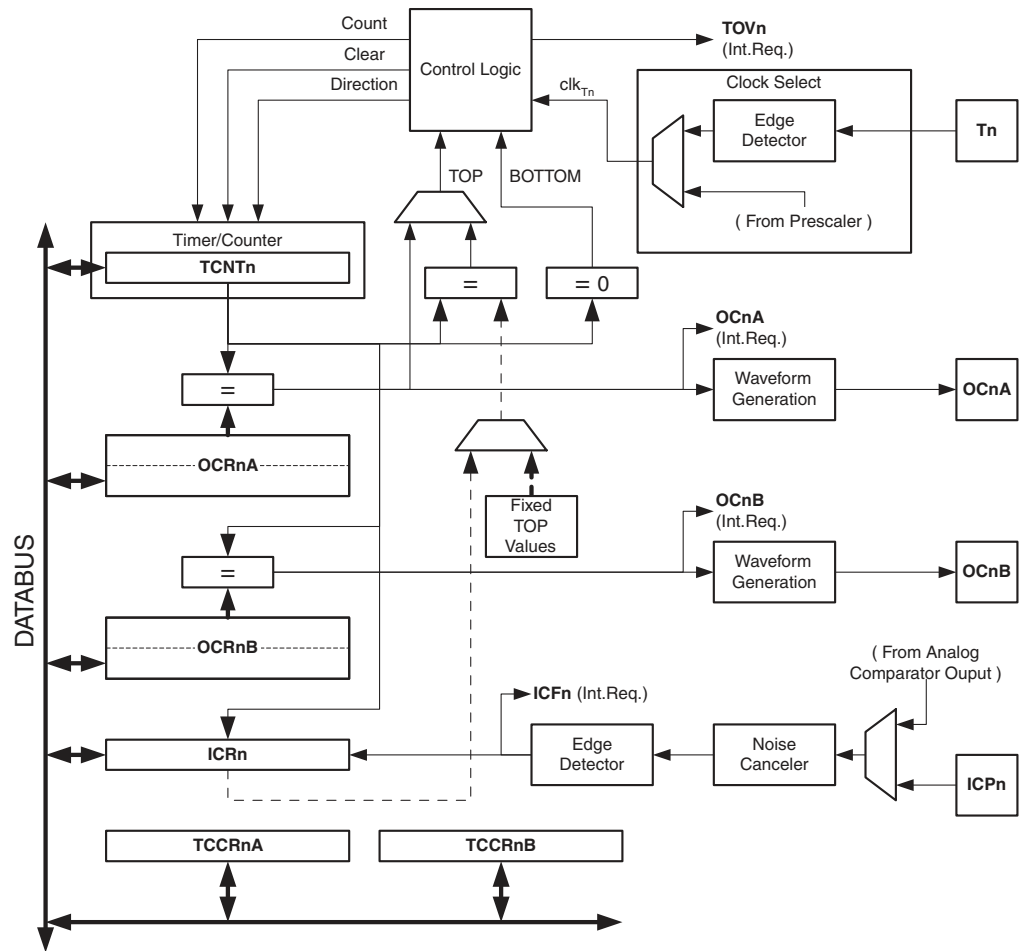 Count
Clear
Direction
Control Logic
TOVn
(Int.Req.)
clk Tn
Clock Select
Edge
Detector
Tn
( From Prescaler )
TOP
BOTTOM
Timer/Counter
TCNTn
=
= 0
OCnA
(Int.Req.)
=
Waveform
Generation
OCnA
OCRnA
Fixed
TOP
Values
OCnB
(Int.Req.)
=
Waveform
Generation
OCnB
DATABUS
OCRnB
( From Analog
Comparator Ouput )
ICFn (Int.Req.)
ICRn
Edge
Detector
Noise
Canceler
ICPn
TCCRnA
TCCRnB